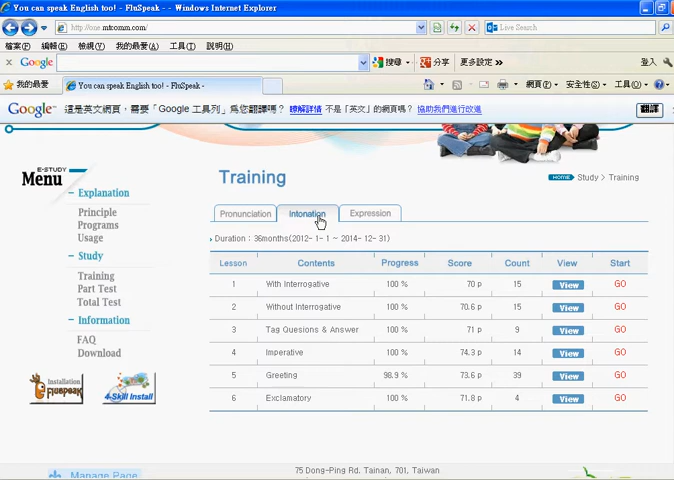 You can speak English too! - FluSpeak - - Windows Internet Explorer
http://one.mtcomm.com/
Live Search
檔案(F) 編輯(E) 檢視(V) 我的最愛(A) 工具(T) 說明(H)
× Google 搜尋 分享 更多設定 » 登入
我的最愛 You can speak English too! - FluSpeak - 網頁(P) 安全性(S) 工具(O)
Google 這是英文網頁，需要「Google 工具列」為您翻譯嗎？ 瞭解詳情 不是「英文」的網頁嗎？ 協助我們進行改進 翻譯
E-STUDY
Menu
Explanation
Principle
Programs
Usage
Study
Training
Part Test
Total Test
Information
FAQ
Download
Installation
FluSpeak
4-Skill Install
Training
HOME Study > Training
Pronunciation Intonation Expression
Duration : 36months(2012- 1- 1 ~ 2014- 12- 31)
Lesson Contents Progress Score Count View Start
1 With Interrogative 100 % 70 p 15 View GO
2 Without Interrogative 100 % 70.6 p 15 View GO
3 Tag Quesions & Answer 100 % 71 p 9 View GO
4 Imperative 100 % 74.3 p 14 View GO
5 Greeting 98.9 % 73.6 p 39 View GO
6 Exclamatory 100 % 71.8 p 4 View GO
Manage Page
75 Dong-Ping Rd. Tainan, 701, Taiwan